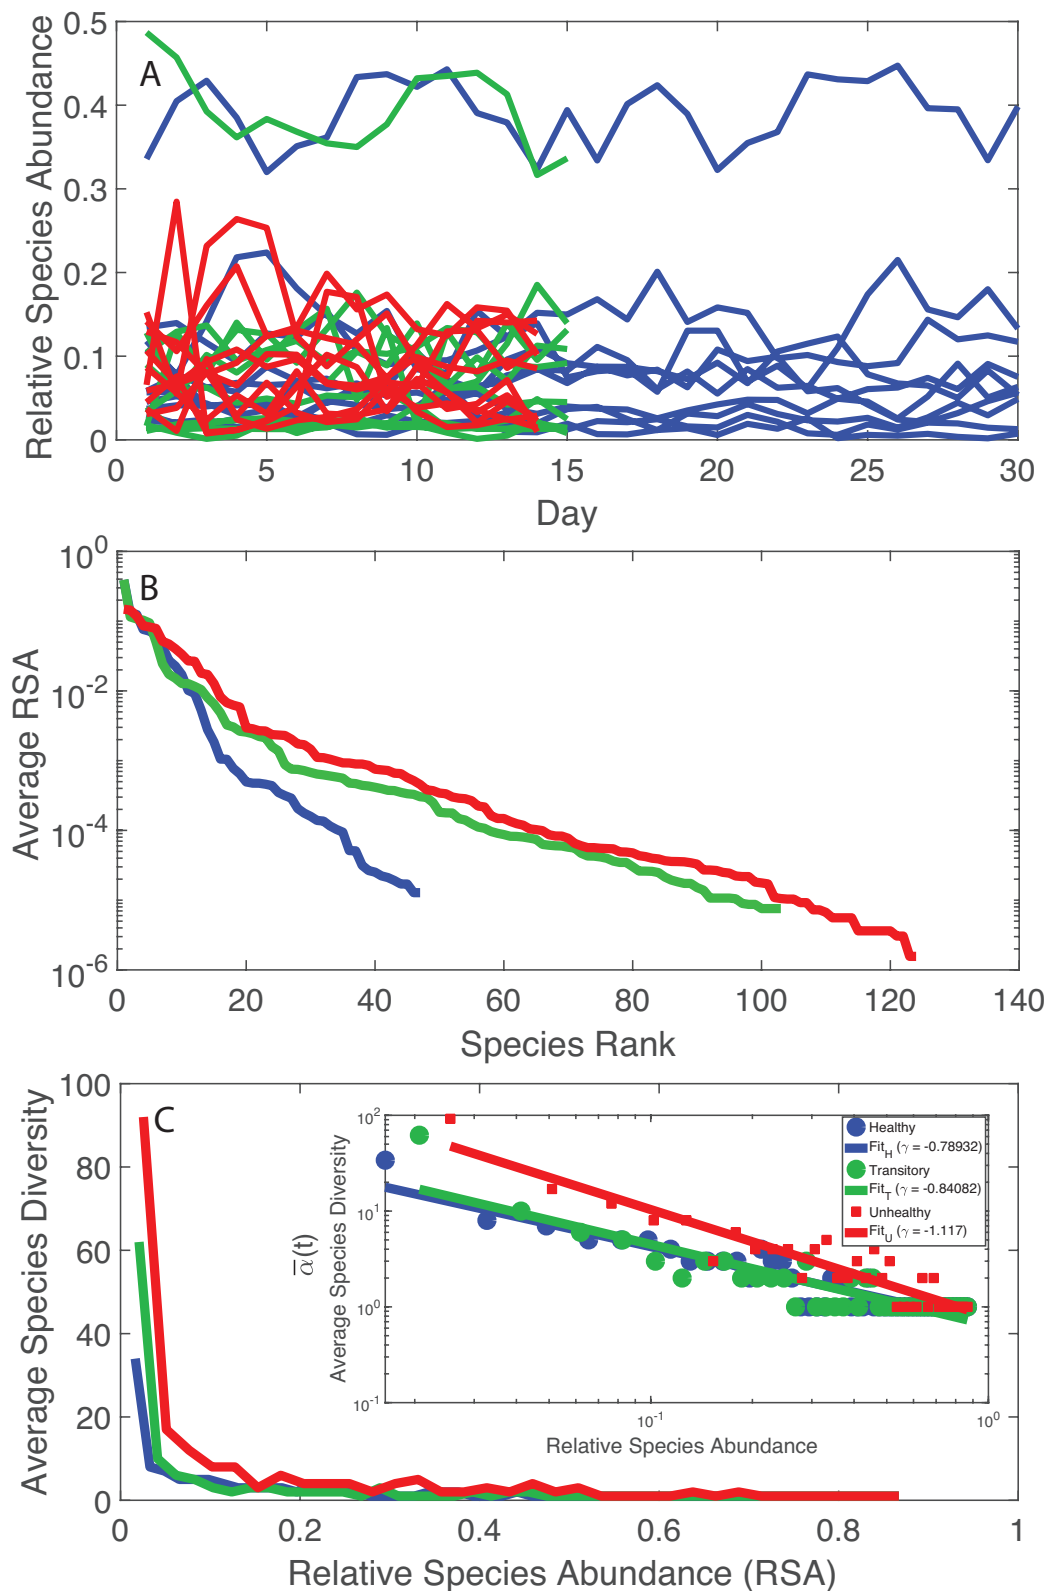 A
Relative Species Abundance
0.5
0.4
0.3
0.2
0.1
0
0 5 10 15 20 25 30
Day
B
Average RSA
10^0
10^-2
10^-4
10^-6
0 20 40 60 80 100 120 140
Species Rank
C
Average Species Diversity
100
80
60
40
20
0
0 0.2 0.4 0.6 0.8 1
Relative Species Abundance (RSA)
ᾱ(t)
Average Species Diversity
10^2
10^1
10^0
10^-1
10^-1 10^0
Relative Species Abundance
Healthy
Fit_H (γ = -0.78932)
Transitory
Fit_T (γ = -0.84082)
Unhealthy
Fit_U (γ = -1.117)